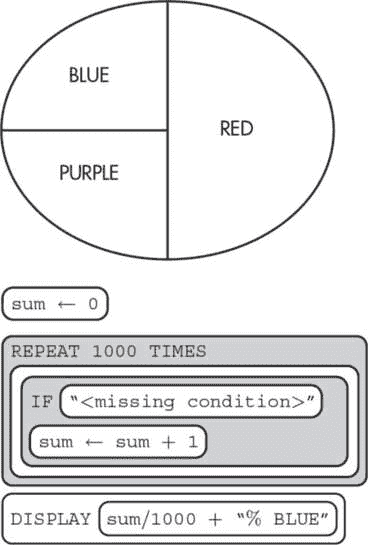 BLUE
RED
PURPLE
sum ← 0
REPEAT 1000 TIMES
IF "<missing condition>"
sum ← sum + 1
DISPLAY sum/1000 + "% BLUE"